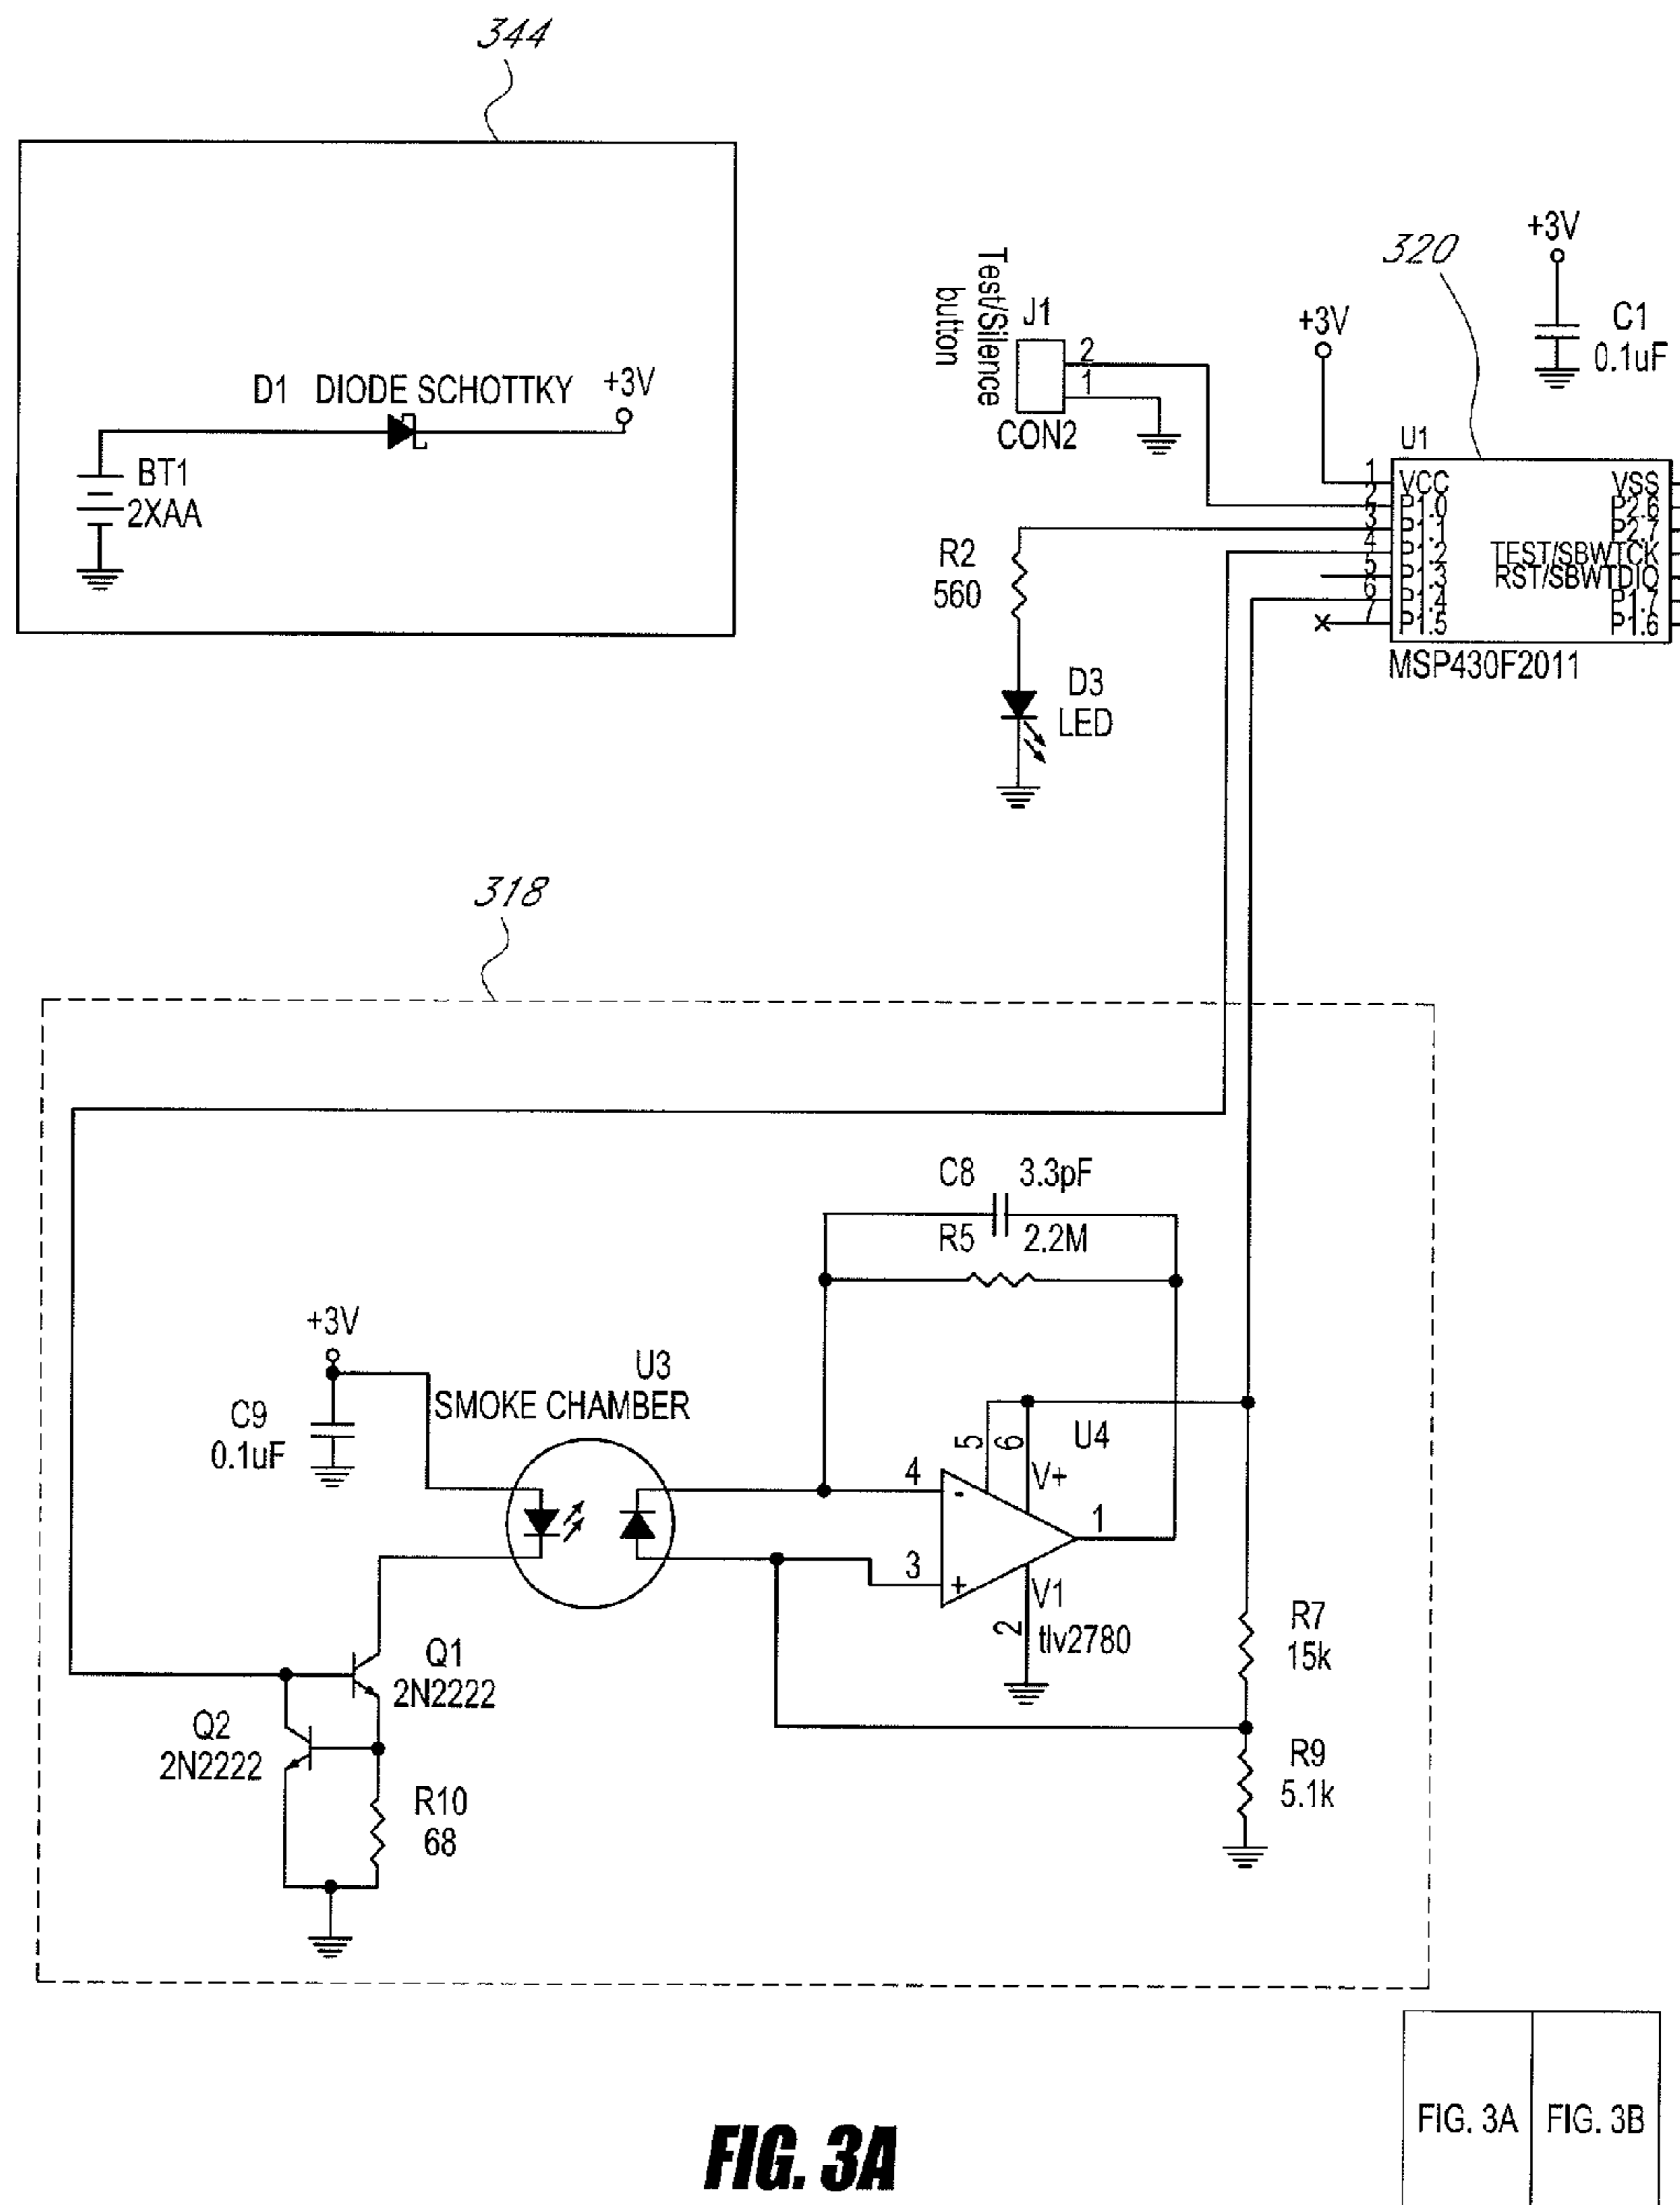 344
D1 DIODE SCHOTTKY +3V
BT1
2XAA
Test/Silence
button
J1
2
1
CON2
+3V
320
+3V
C1
0.1uF
U1
1 VCC VSS
2 P1.0 P2.6
3 P1.1 P2.7
4 P1.2 TEST/SBWTCK
5 P1.3 RST/SBWTDIO
6 P1.4 P1.7
7 P1.5 P1.6
MSP430F2011
R2
560
D3
LED
318
C8 3.3pF
R5 2.2M
+3V
C9
0.1uF
U3
SMOKE CHAMBER
5 6 U4
V+
4 -
1
3 +
V1
2
tlv2780
R7
15k
R9
5.1k
Q1
2N2222
Q2
2N2222
R10
68
FIG. 3A
FIG. 3A FIG. 3B